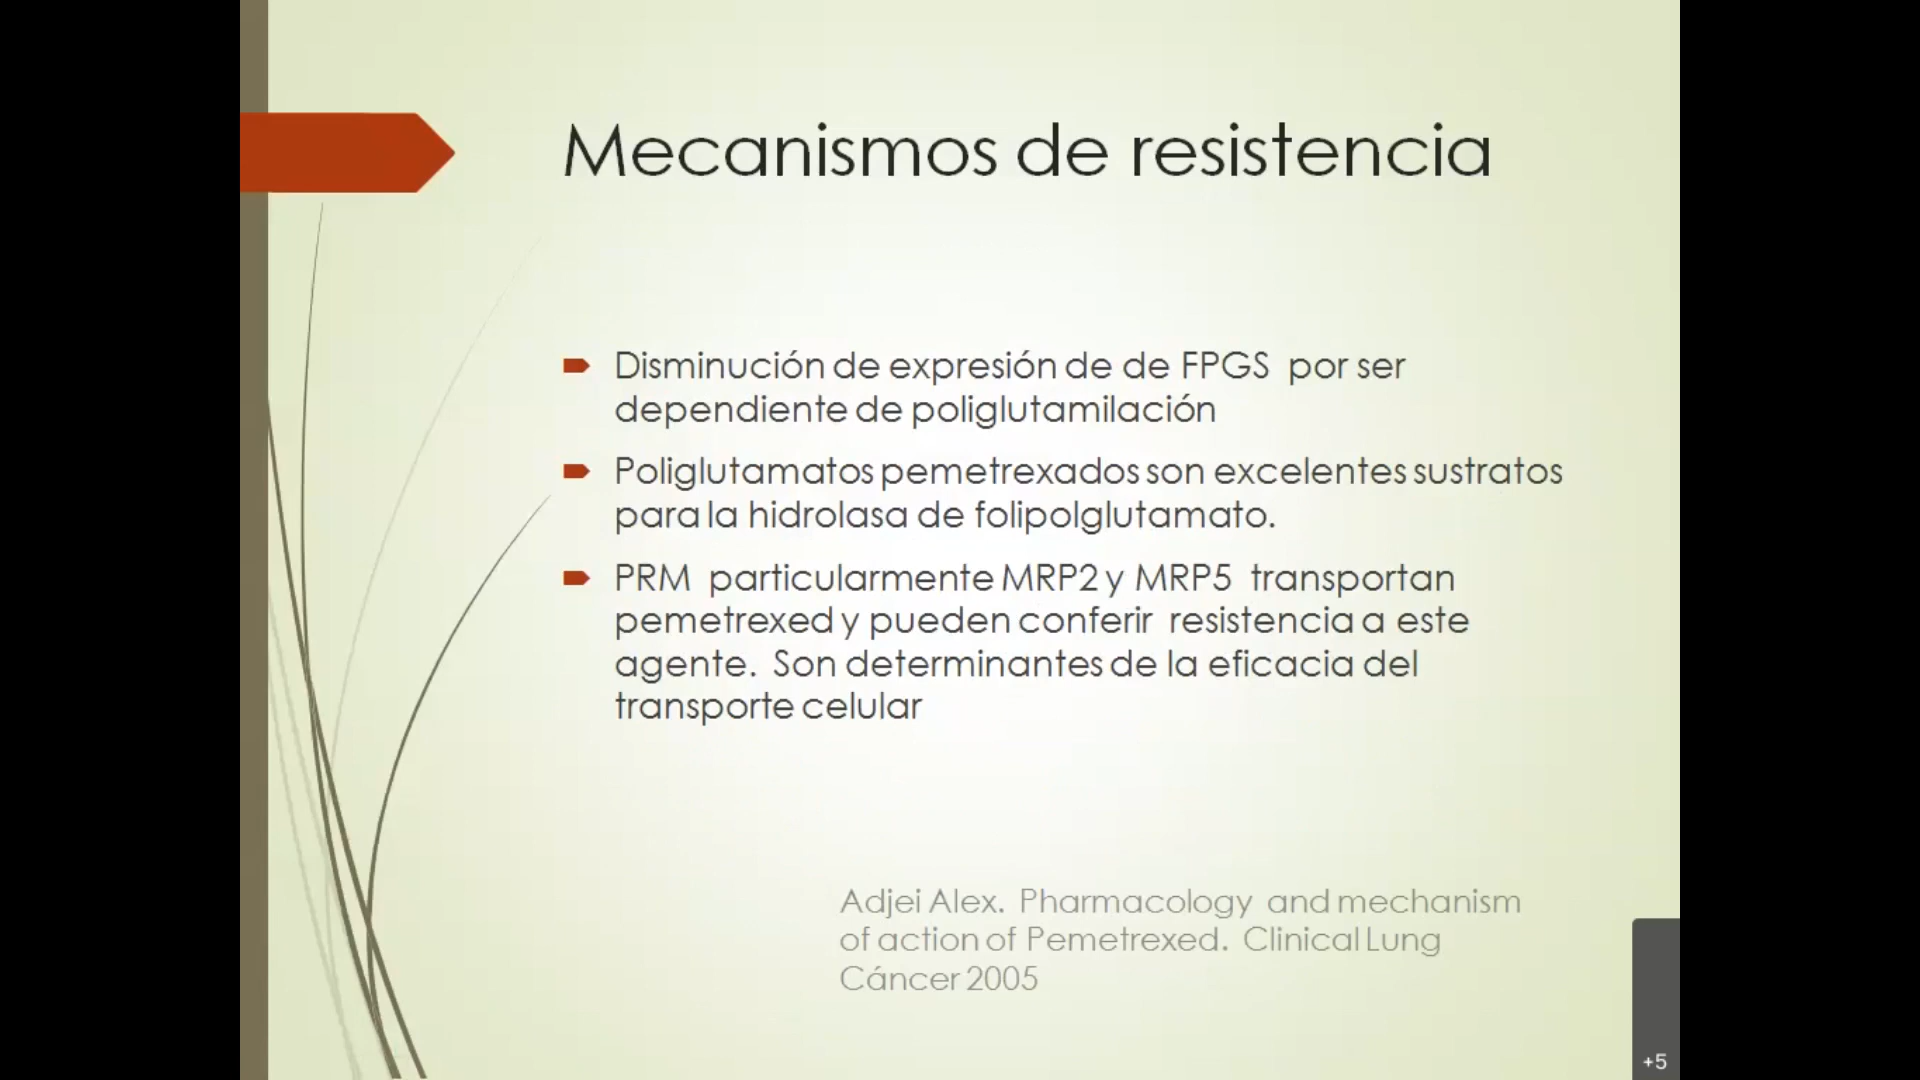 Mecanismos de resistencia
Disminución de expresión de de FPGS por ser
dependiente de poliglutamilación
Poliglutamatos pemetrexados son excelentes sustratos
para la hidrolasa de folipolglutamato.
PRM particularmente MRP2 y MRP5 transportan
pemetrexed y pueden conferir resistencia a este
agente. Son determinantes de la eficacia del
transporte celular
Adjei Alex. Pharmacology and mechanism
of action of Pemetrexed. Clinical Lung
Cáncer 2005
+5